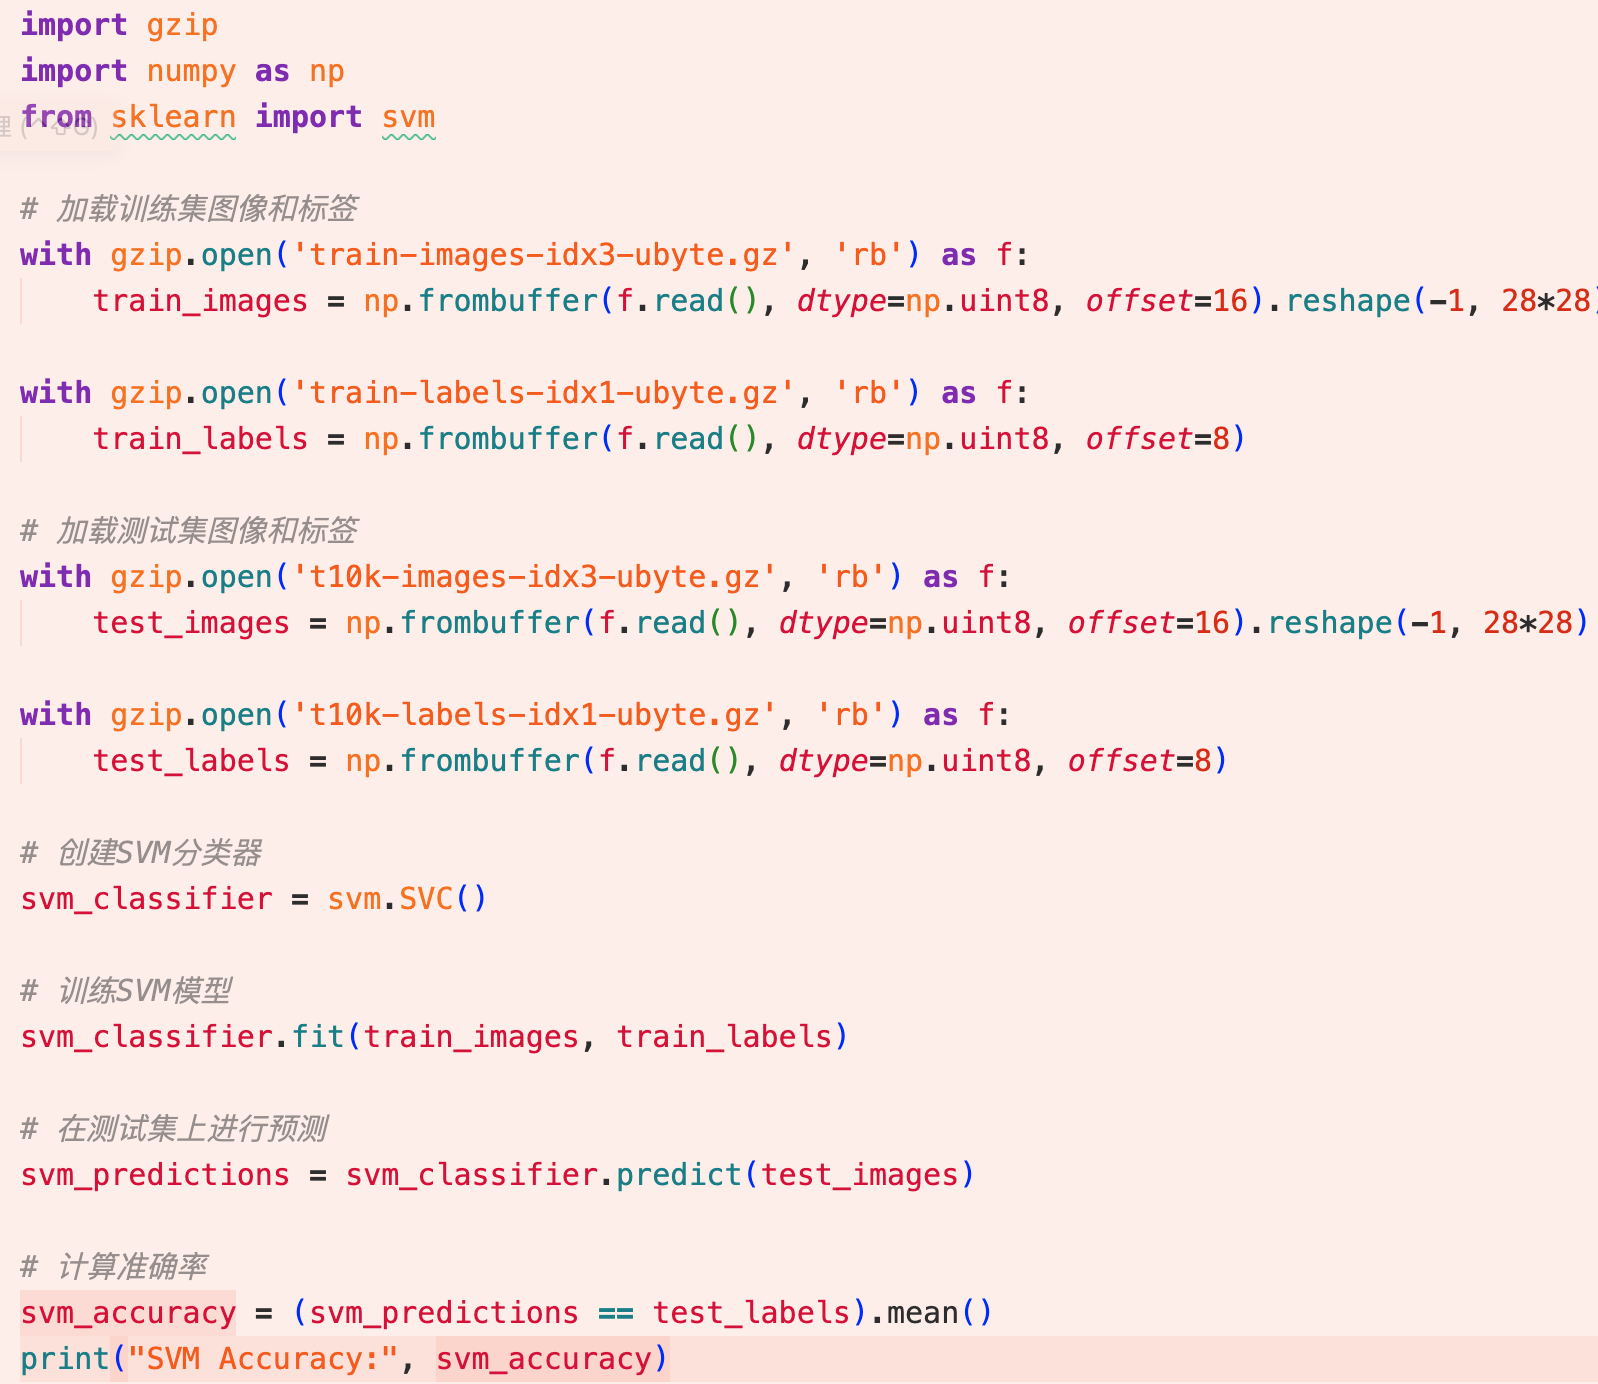 import gzip
import numpy as np
from sklearn import svm
理 (⌃⇧G)
# 加载训练集图像和标签
with gzip.open('train-images-idx3-ubyte.gz', 'rb') as f:
    train_images = np.frombuffer(f.read(), dtype=np.uint8, offset=16).reshape(-1, 28*28)
with gzip.open('train-labels-idx1-ubyte.gz', 'rb') as f:
    train_labels = np.frombuffer(f.read(), dtype=np.uint8, offset=8)
# 加载测试集图像和标签
with gzip.open('t10k-images-idx3-ubyte.gz', 'rb') as f:
    test_images = np.frombuffer(f.read(), dtype=np.uint8, offset=16).reshape(-1, 28*28)
with gzip.open('t10k-labels-idx1-ubyte.gz', 'rb') as f:
    test_labels = np.frombuffer(f.read(), dtype=np.uint8, offset=8)
# 创建SVM分类器
svm_classifier = svm.SVC()
# 训练SVM模型
svm_classifier.fit(train_images, train_labels)
# 在测试集上进行预测
svm_predictions = svm_classifier.predict(test_images)
# 计算准确率
svm_accuracy = (svm_predictions == test_labels).mean()
print("SVM Accuracy:", svm_accuracy)